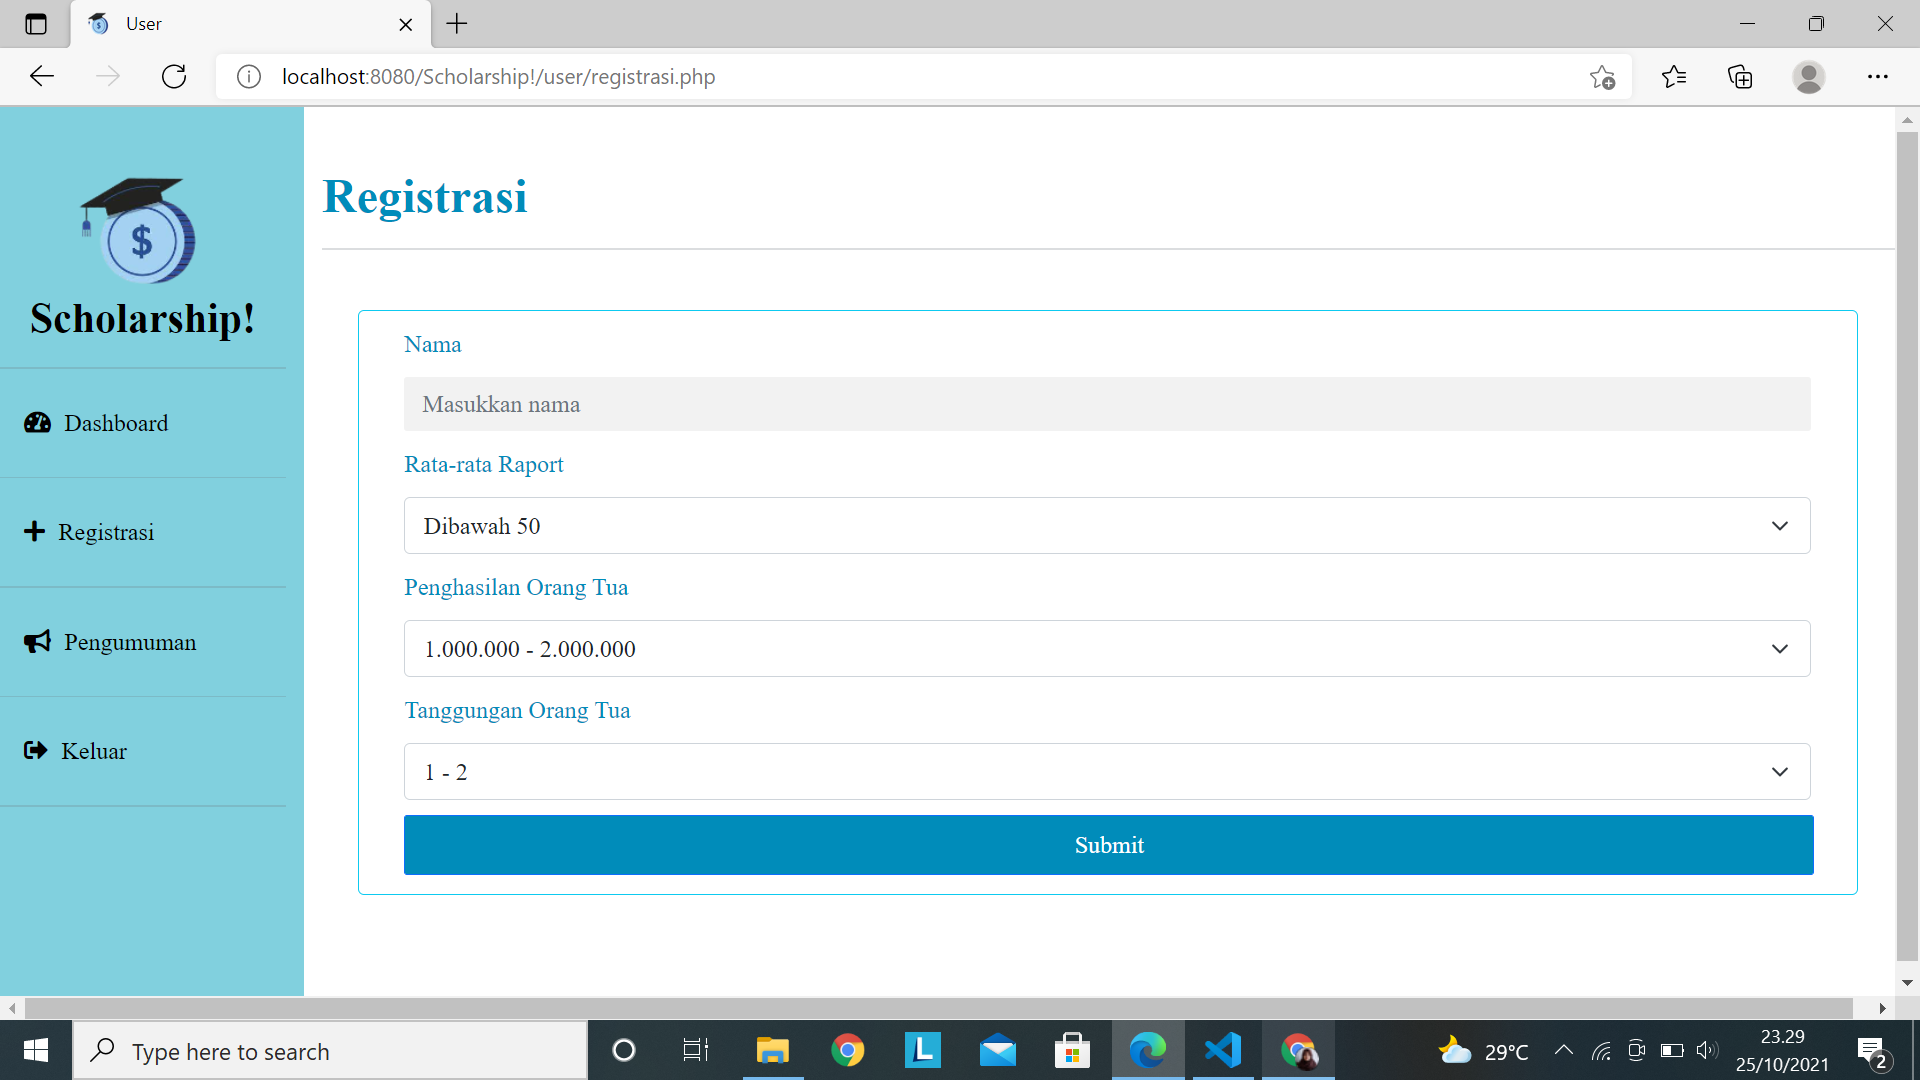 User
localhost:8080/Scholarship!/user/registrasi.php
$
Scholarship!
Dashboard
Registrasi
Pengumuman
Keluar
Registrasi
Nama
Masukkan nama
Rata-rata Raport
Dibawah 50
Penghasilan Orang Tua
1.000.000 - 2.000.000
Tanggungan Orang Tua
1 - 2
Submit
Type here to search
L
29°C
23.29
25/10/2021
2